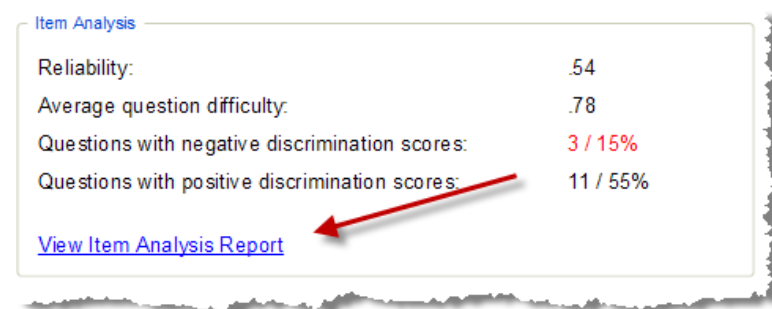 Item Analysis
Reliability: .54
Average question difficulty: .78
Questions with negative discrimination scores: 3 / 15%
Questions with positive discrimination scores: 11 / 55%
View Item Analysis Report